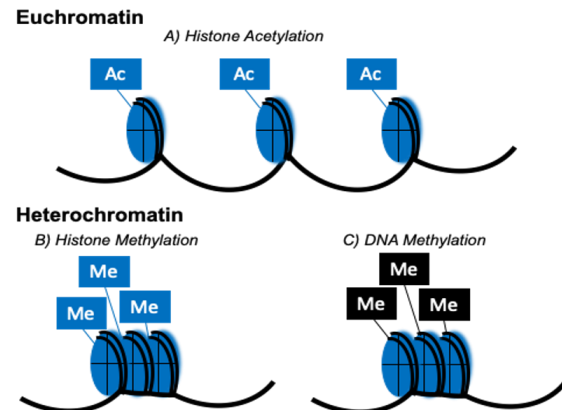 Euchromatin
A) Histone Acetylation
Ac Ac Ac
Heterochromatin
B) Histone Methylation
C) DNA Methylation
Me
Me
Me
Me
Me
Me